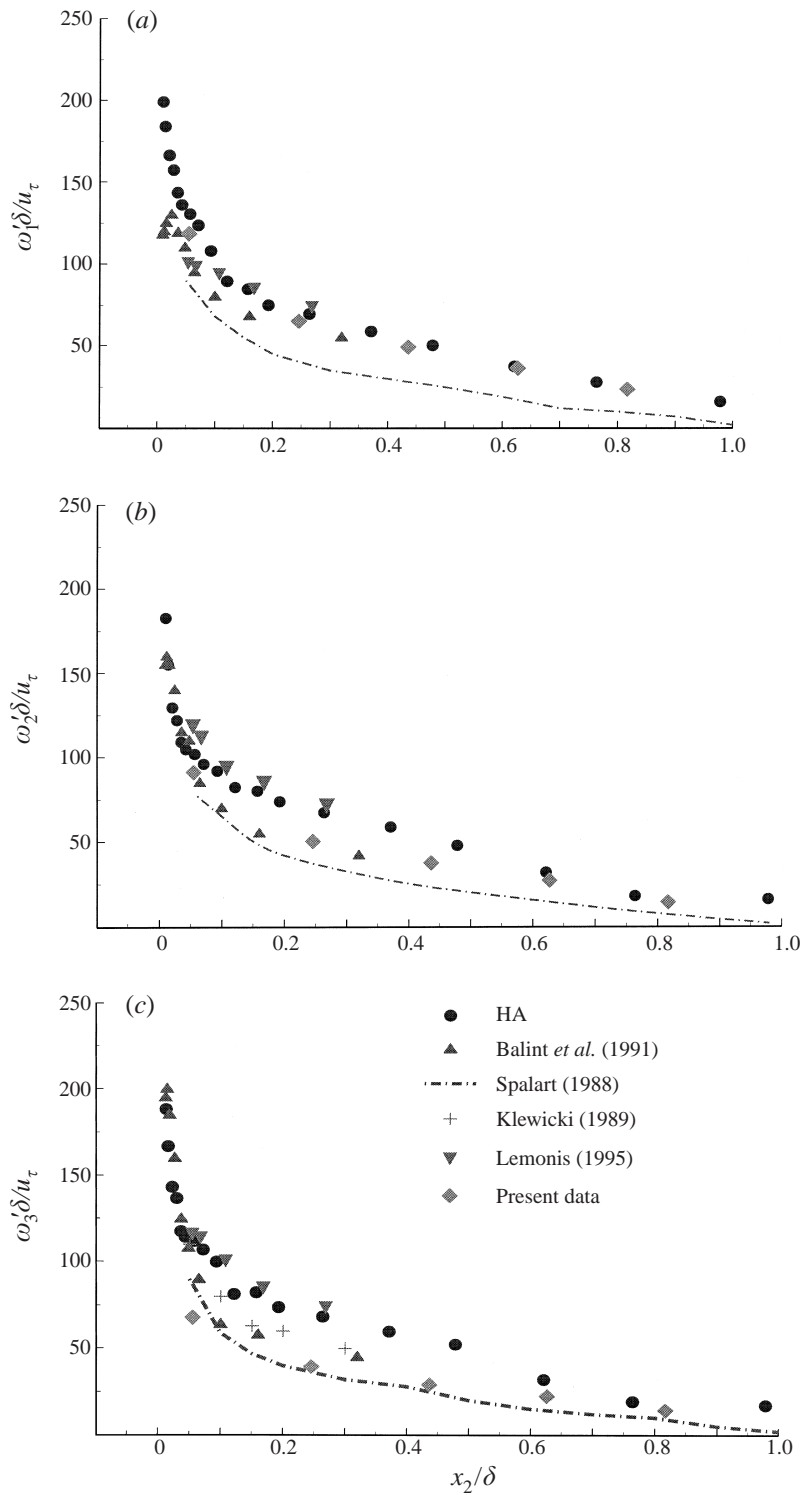 (a)
250
200
150
100
50
ω′₁δ/u_τ
0 0.2 0.4 0.6 0.8 1.0
(b)
250
200
150
100
50
ω′₂δ/u_τ
0 0.2 0.4 0.6 0.8 1.0
(c)
250
200
150
100
50
ω′₃δ/u_τ
HA
Balint et al. (1991)
Spalart (1988)
Klewicki (1989)
Lemonis (1995)
Present data
0 0.2 0.4 0.6 0.8 1.0
x₂/δ